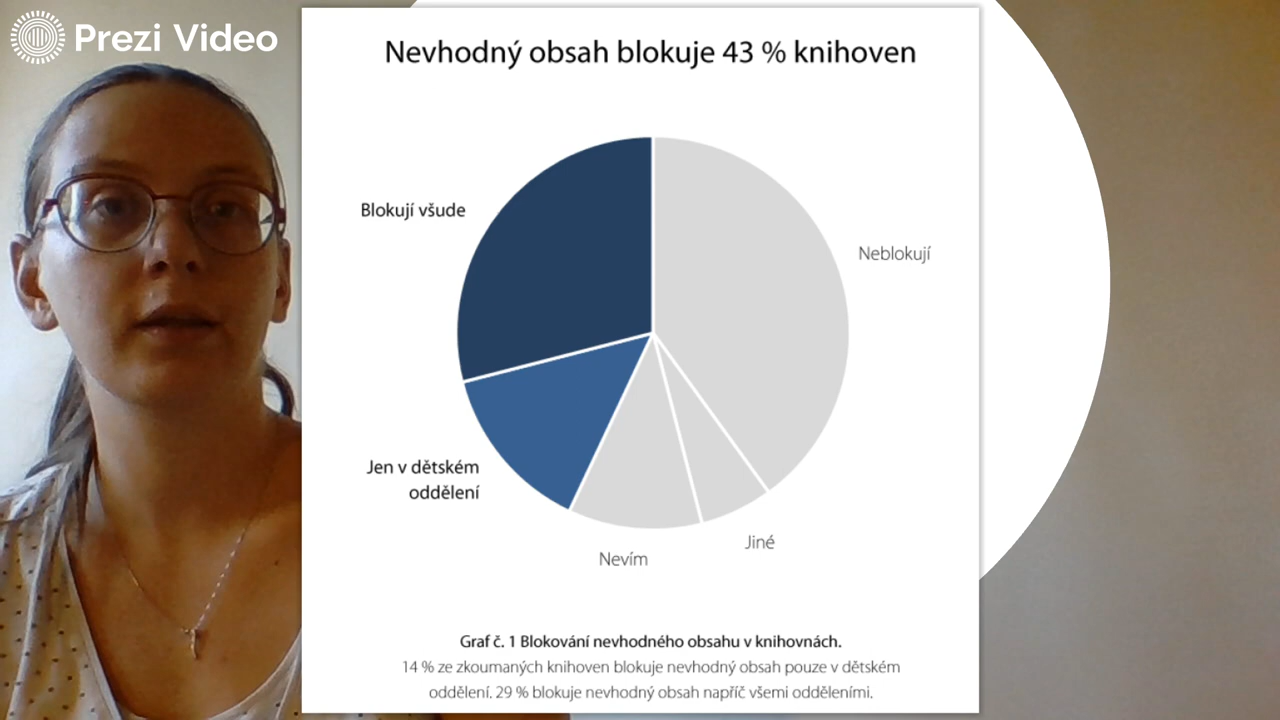 Prezi Video
Nevhodný obsah blokuje 43 % knihoven
Blokují všude
Neblokují
Jen v dětském
oddělení
Jiné
Nevím
Graf č. 1 Blokování nevhodného obsahu v knihovnách.
14 % ze zkoumaných knihoven blokuje nevhodný obsah pouze v dětském
oddělení. 29 % blokuje nevhodný obsah napříč všemi odděleními.